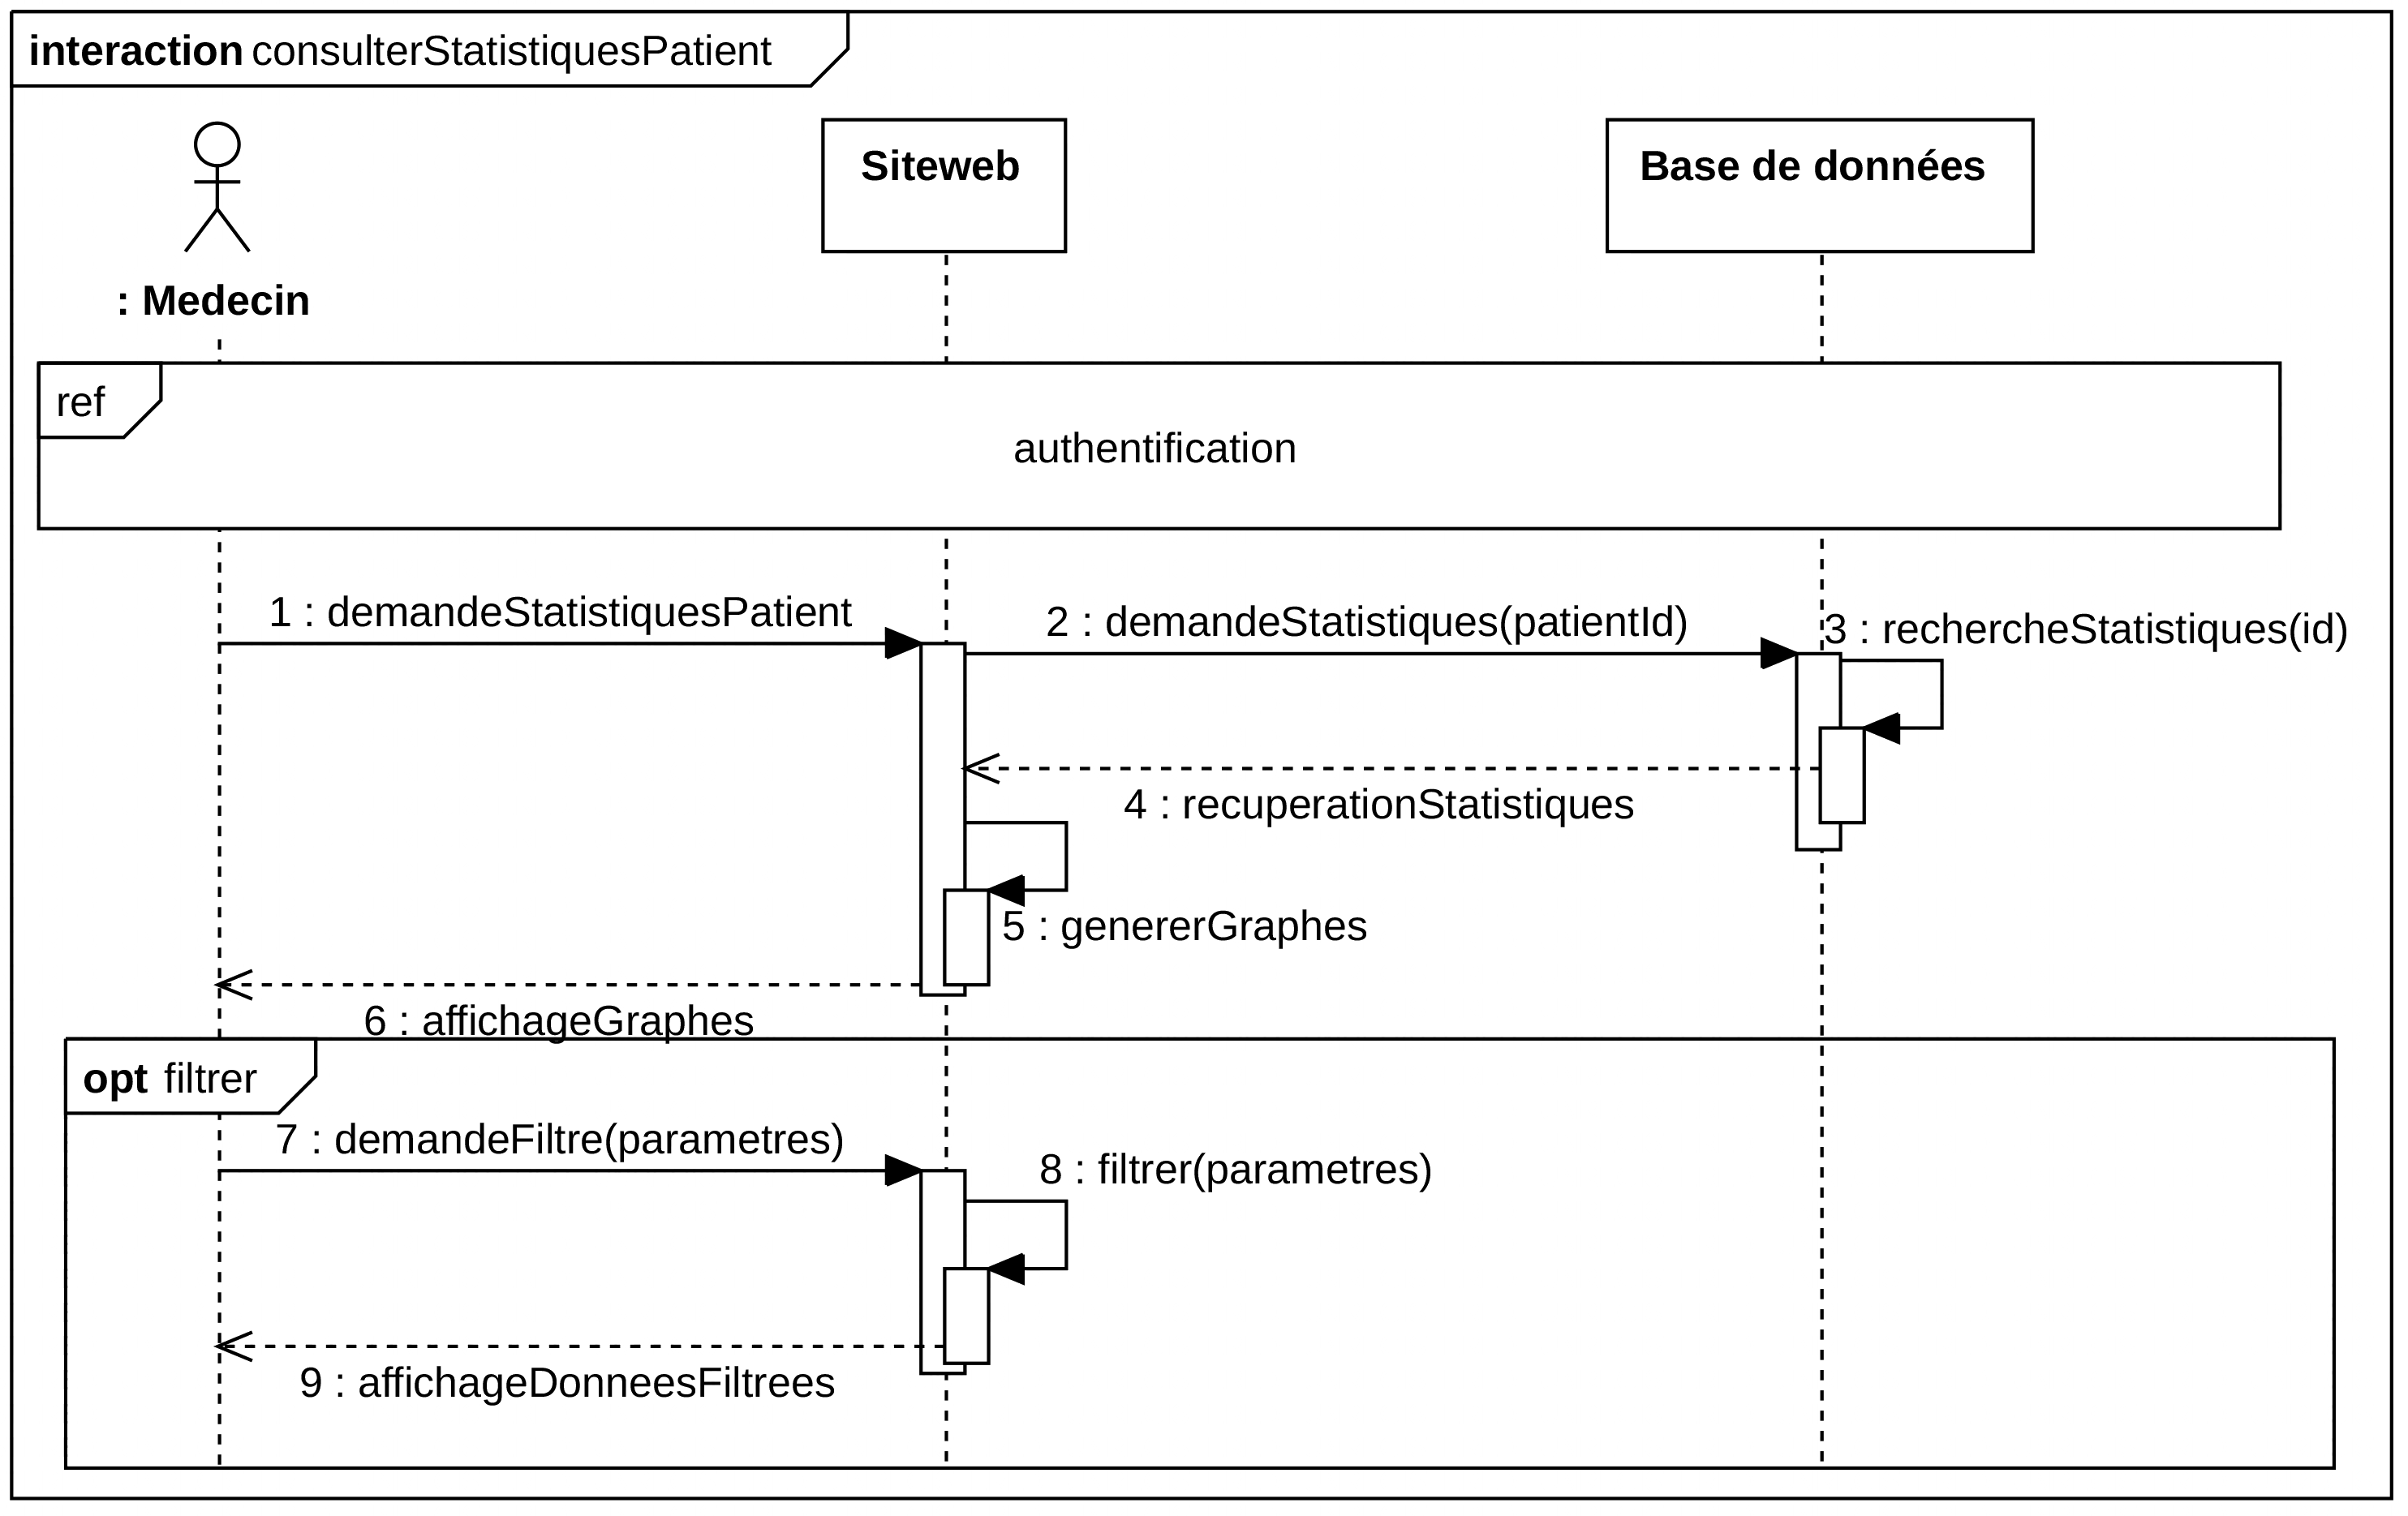 interaction consulterStatistiquesPatient
Siteweb
Base de données
: Medecin
ref
authentification
1 : demandeStatistiquesPatient
2 : demandeStatistiques(patientId)
3 : rechercheStatistiques(id)
4 : recuperationStatistiques
5 : genererGraphes
6 : affichageGraphes
opt filtrer
7 : demandeFiltre(parametres)
8 : filtrer(parametres)
9 : affichageDonneesFiltrees